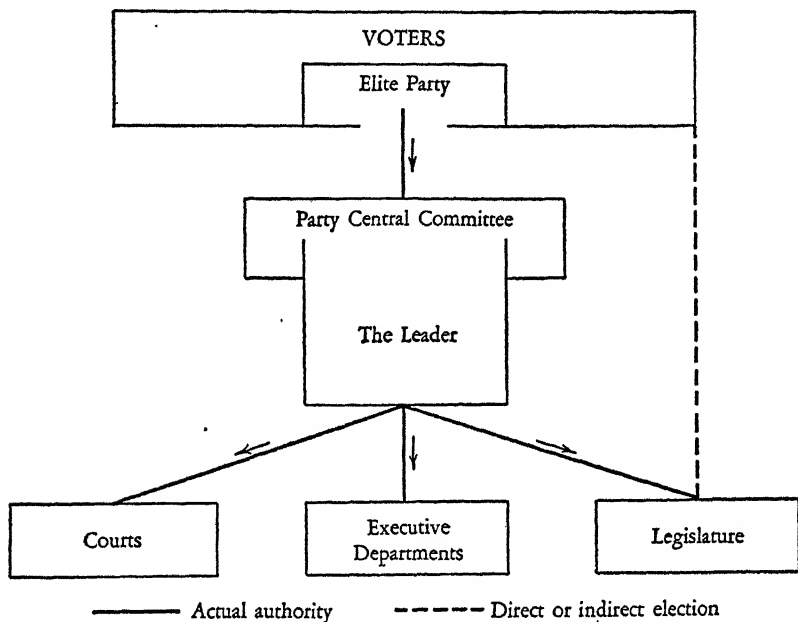 VOTERS
Elite Party
Party Central Committee
The Leader
Courts
Executive
Departments
Legislature
Actual authority
Direct or indirect election